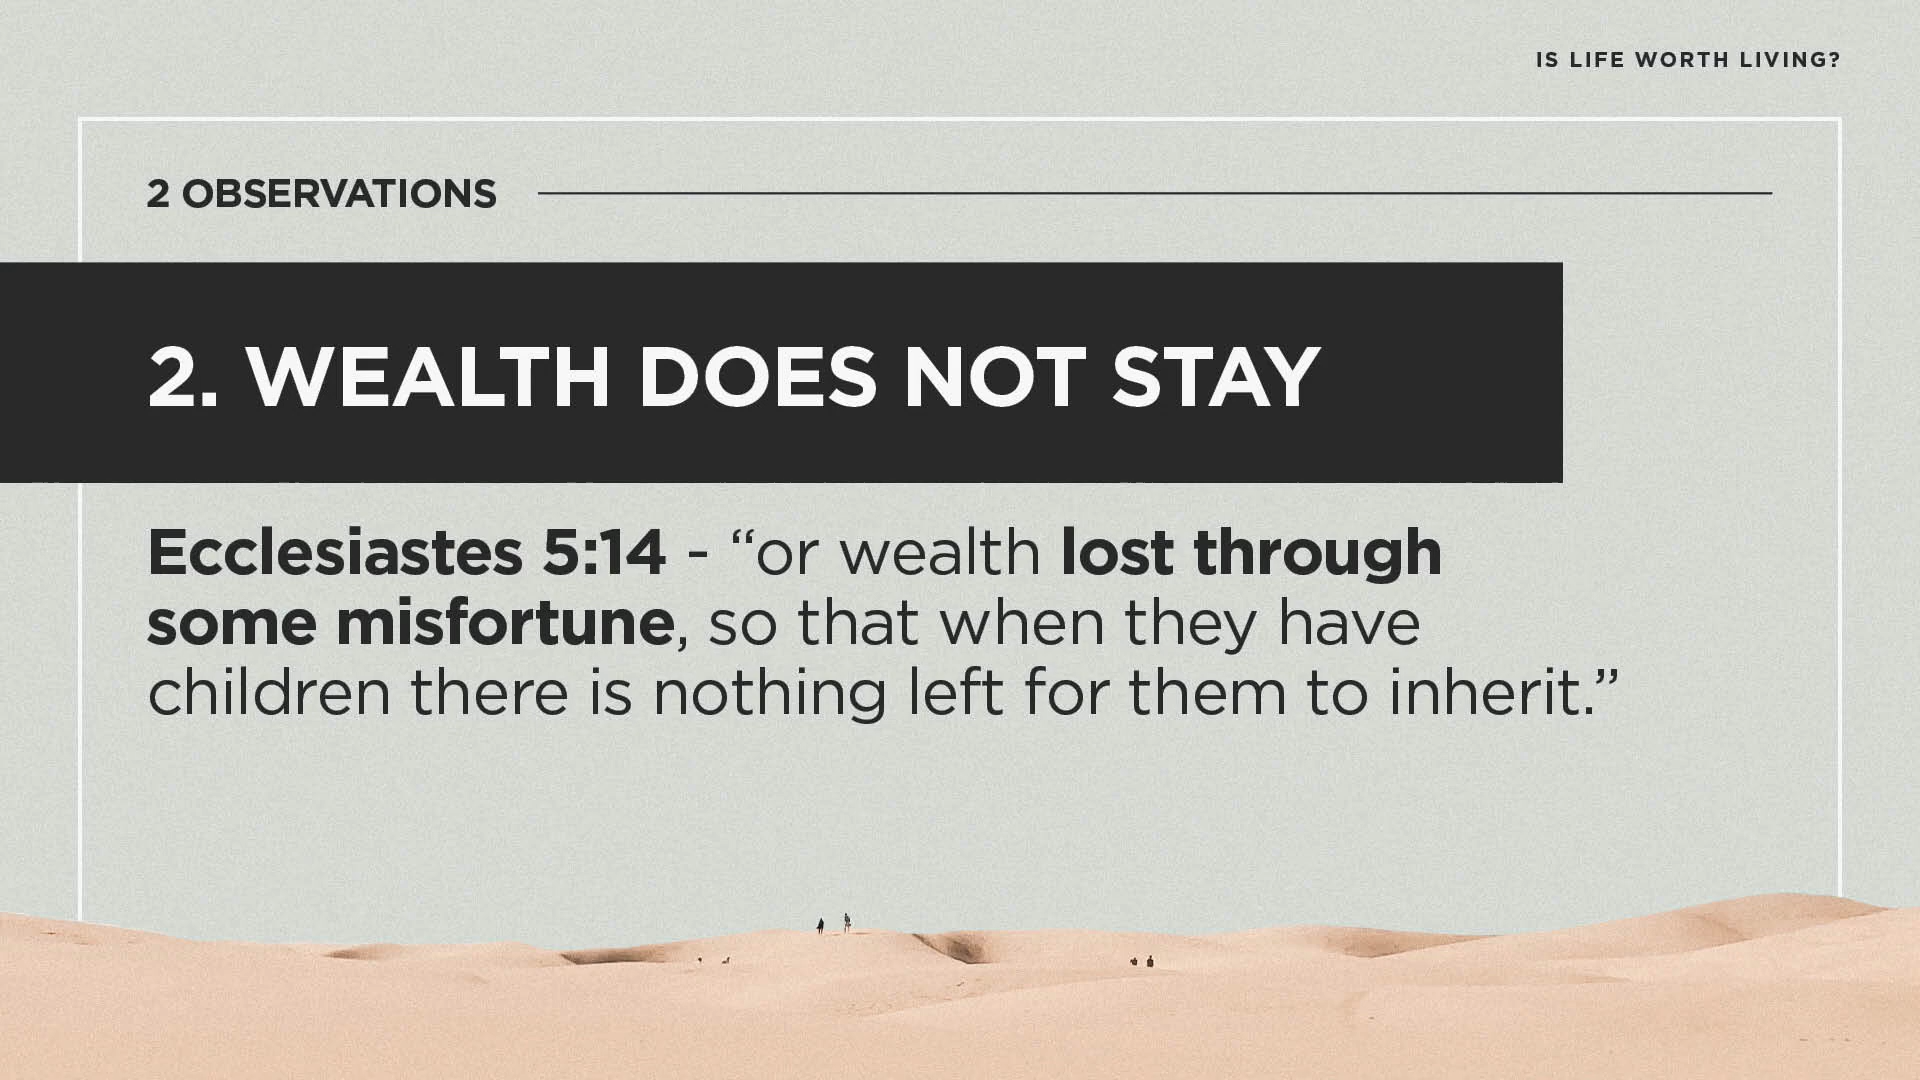 IS LIFE WORTH LIVING?
2 OBSERVATIONS
2. WEALTH DOES NOT STAY
Ecclesiastes 5:14 - “or wealth lost through
some misfortune, so that when they have
children there is nothing left for them to inherit.”